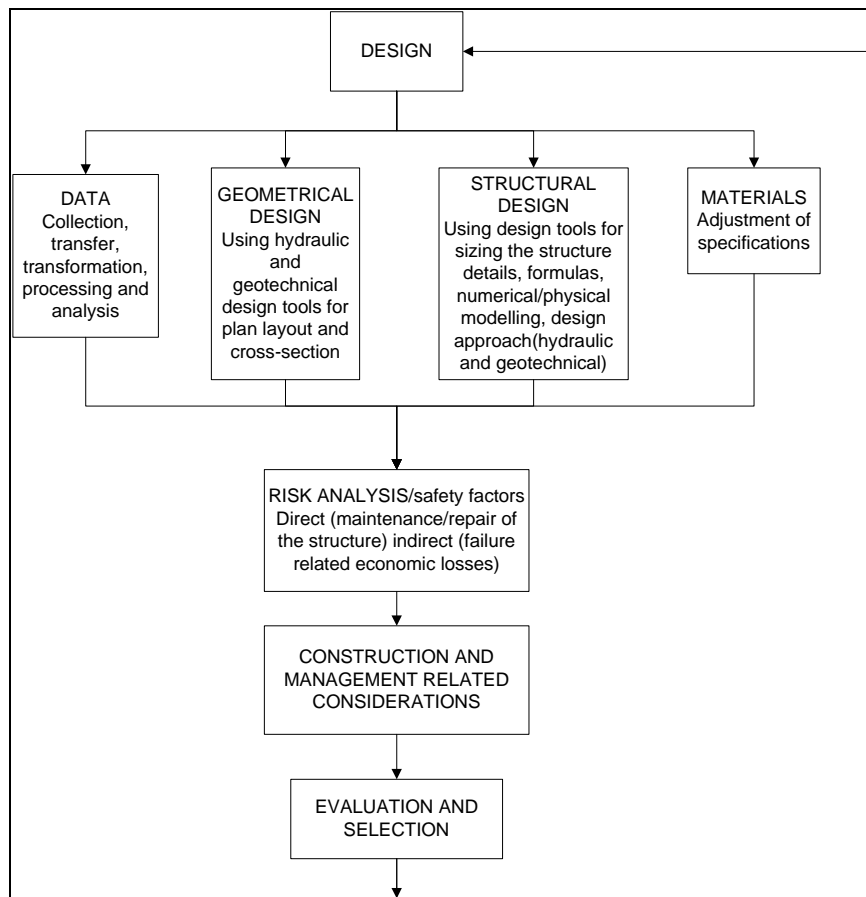 DESIGN
DATA
Collection,
transfer,
transformation,
processing and
analysis
GEOMETRICAL
DESIGN
Using hydraulic
and
geotechnical
design tools for
plan layout and
cross-section
STRUCTURAL
DESIGN
Using design tools for
sizing the structure
details, formulas,
numerical/physical
modelling, design
approach(hydraulic
and geotechnical)
MATERIALS
Adjustment of
specifications
RISK ANALYSIS/safety factors
Direct (maintenance/repair of
the structure) indirect (failure
related economic losses)
CONSTRUCTION AND
MANAGEMENT RELATED
CONSIDERATIONS
EVALUATION AND
SELECTION